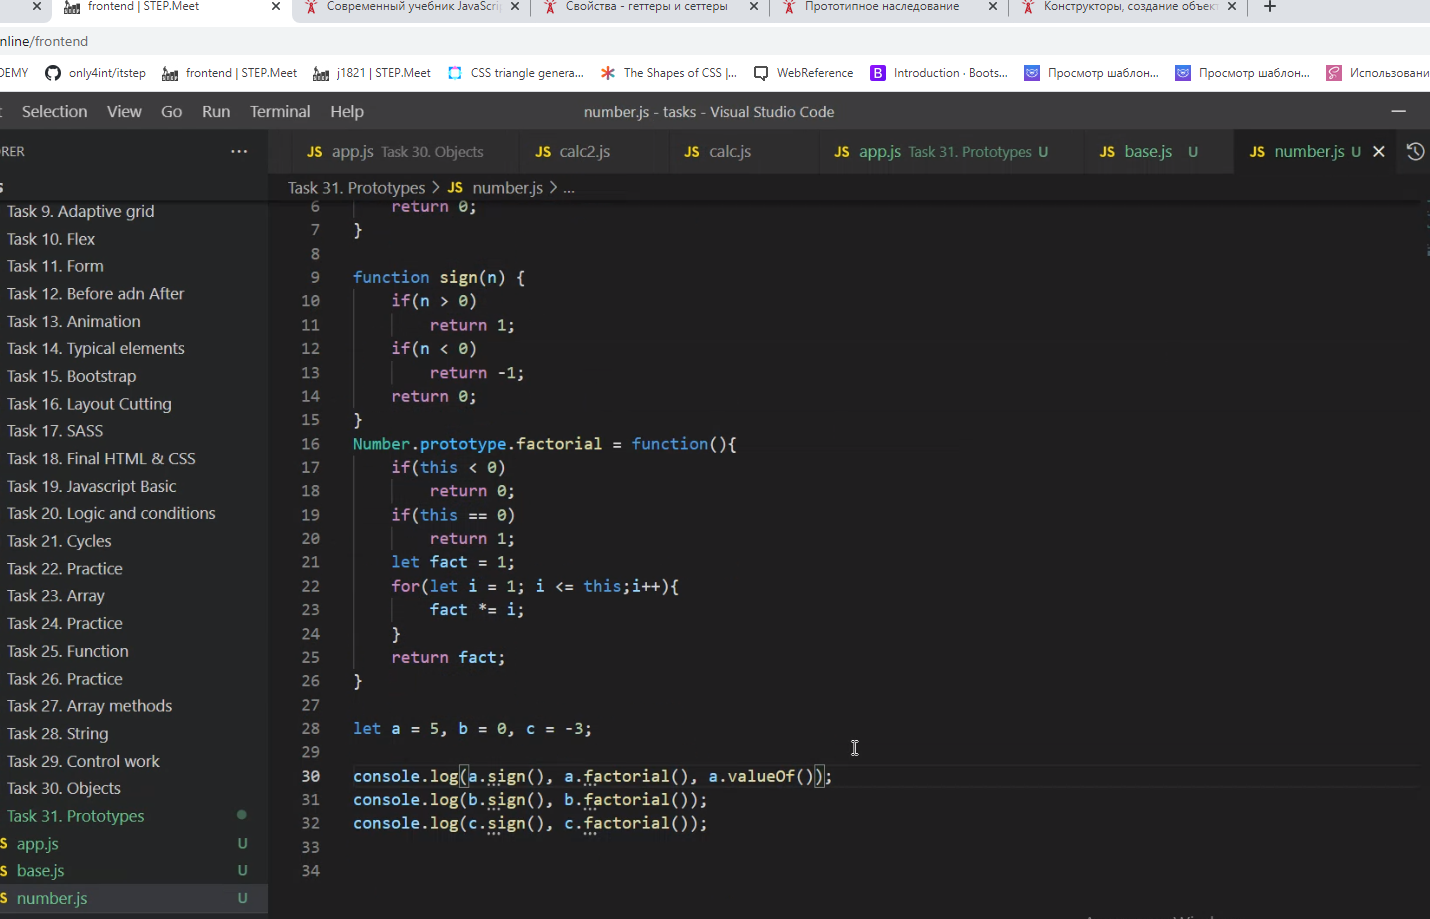 frontend | STEP.Meet × Современный учебник JavaScri × Свойства - геттеры и сеттеры × Прототипное наследование × Конструкторы, создание объект × +
nline/frontend
DEMY only4int/itstep frontend | STEP.Meet j1821 | STEP.Meet CSS triangle genera... The Shapes of CSS |... WebReference B Introduction · Boots... Просмотр шаблон... Просмотр шаблон... Использовани
Selection View Go Run Terminal Help number.js - tasks - Visual Studio Code
RER ... JS app.js Task 30. Objects JS calc2.js JS calc.js JS app.js Task 31. Prototypes U JS base.js U JS number.js U ×
Task 31. Prototypes > JS number.js > ...
Task 9. Adaptive grid
Task 10. Flex
Task 11. Form
Task 12. Before adn After
Task 13. Animation
Task 14. Typical elements
Task 15. Bootstrap
Task 16. Layout Cutting
Task 17. SASS
Task 18. Final HTML & CSS
Task 19. Javascript Basic
Task 20. Logic and conditions
Task 21. Cycles
Task 22. Practice
Task 23. Array
Task 24. Practice
Task 25. Function
Task 26. Practice
Task 27. Array methods
Task 28. String
Task 29. Control work
Task 30. Objects
Task 31. Prototypes
app.js U
base.js U
number.js U
6 return 0;
7 }
8
9 function sign(n) {
10 if(n > 0)
11 return 1;
12 if(n < 0)
13 return -1;
14 return 0;
15 }
16 Number.prototype.factorial = function(){
17 if(this < 0)
18 return 0;
19 if(this == 0)
20 return 1;
21 let fact = 1;
22 for(let i = 1; i <= this;i++){
23 fact *= i;
24 }
25 return fact;
26 }
27
28 let a = 5, b = 0, c = -3;
29
30 console.log(a.sign(), a.factorial(), a.valueOf());
31 console.log(b.sign(), b.factorial());
32 console.log(c.sign(), c.factorial());
33
34